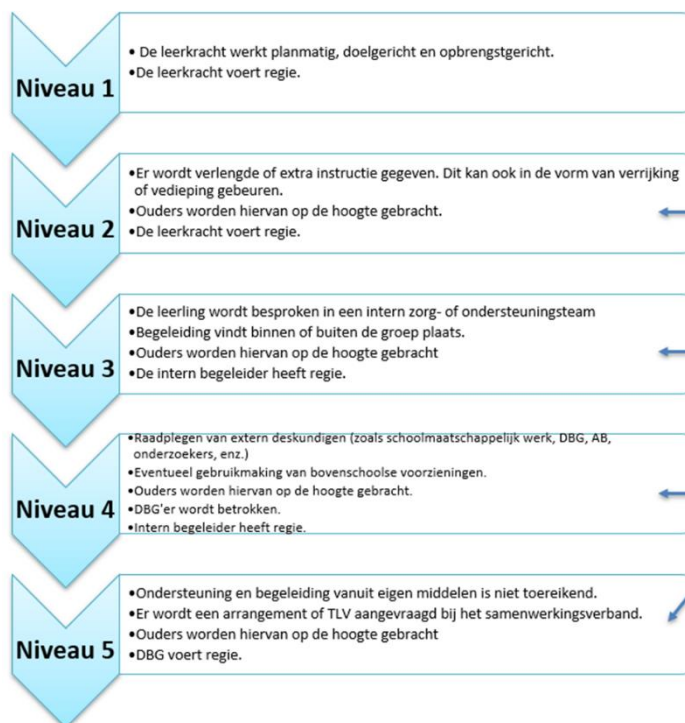 Niveau 1
• De leerkracht werkt planmatig, doelgericht en opbrengstgericht.
•De leerkracht voert regie.
Niveau 2
•Er wordt verlengde of extra instructie gegeven. Dit kan ook in de vorm van verrijking
of vedieping gebeuren.
•Ouders worden hiervan op de hoogte gebracht.
•De leerkracht voert regie.
Niveau 3
•De leerling wordt besproken in een intern zorg- of ondersteuningsteam
•Begeleiding vindt binnen of buiten de groep plaats.
•Ouders worden hiervan op de hoogte gebracht
•De intern begeleider heeft regie.
Niveau 4
•Raadplegen van extern deskundigen (zoals schoolmaatschappelijk werk, DBG, AB,
onderzoekers, enz.)
•Eventueel gebruikmaking van bovenschoolse voorzieningen.
•Ouders worden hiervan op de hoogte gebracht.
•DBG'er wordt betrokken.
•Intern begeleider heeft regie.
Niveau 5
•Ondersteuning en begeleiding vanuit eigen middelen is niet toereikend.
•Er wordt een arrangement of TLV aangevraagd bij het samenwerkingsverband.
•Ouders worden hiervan op de hoogte gebracht
•DBG voert regie.